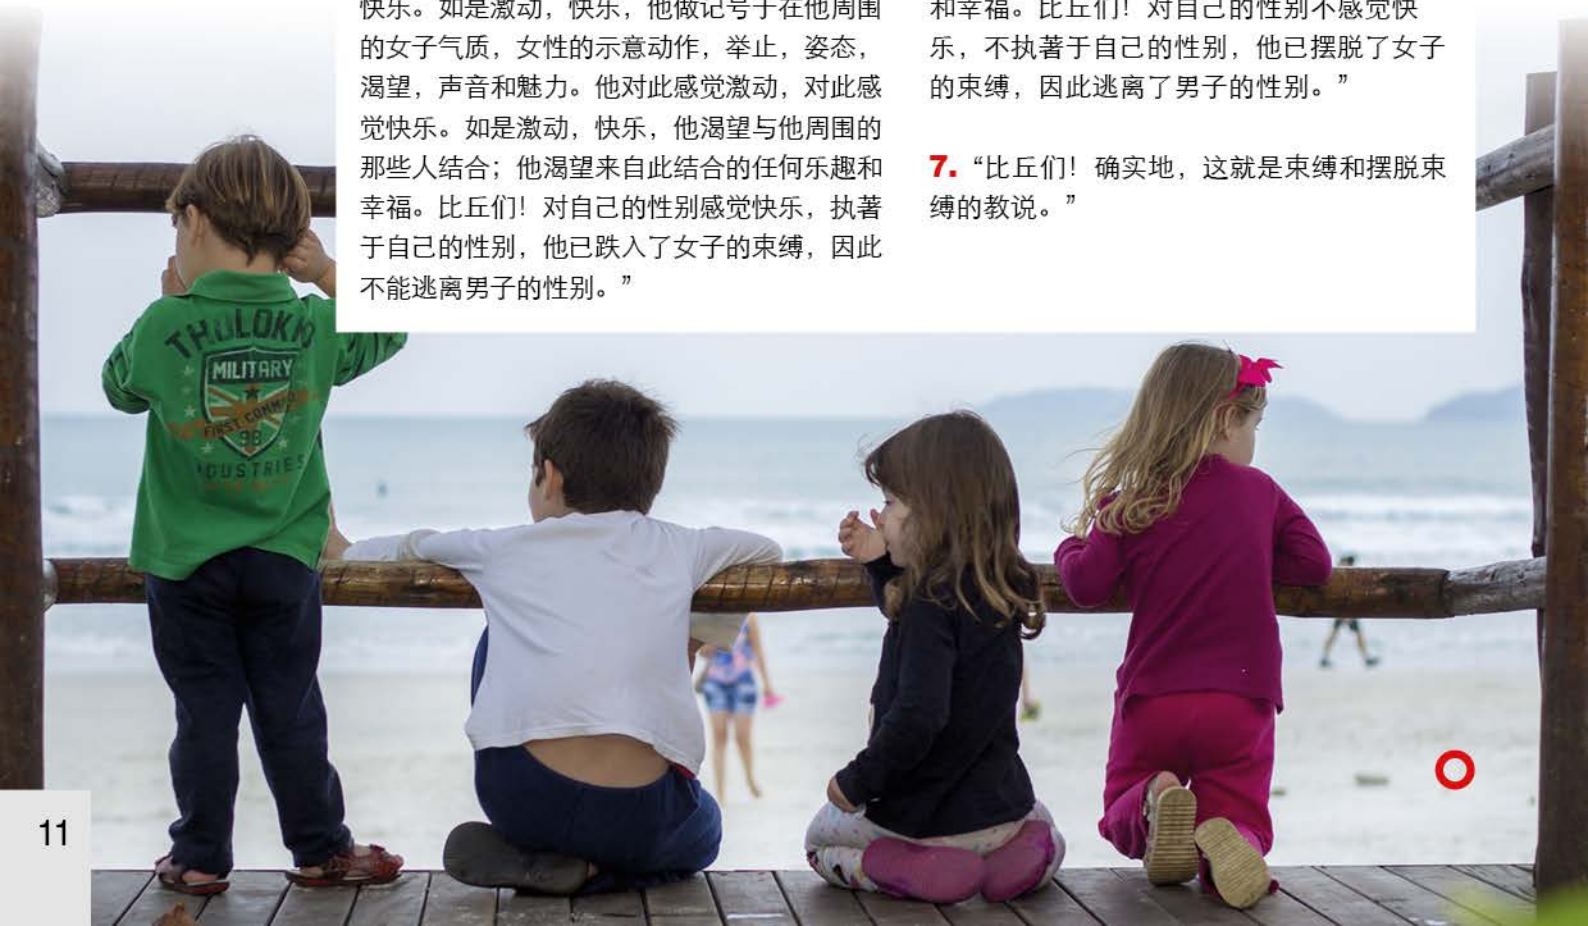 快乐。如是激动，快乐，他做记号于在他周围
的女子气质，女性的示意动作，举止，姿态，
渴望，声音和魅力。他对此感觉激动，对此感
觉快乐。如是激动，快乐，他渴望与他周围的
那些人结合；他渴望来自此结合的任何乐趣和
幸福。比丘们！对自己的性别感觉快乐，执著
于自己的性别，他已跌入了女子的束缚，因此
不能逃离男子的性别。”
和幸福。比丘们！对自己的性别不感觉快
乐，不执著于自己的性别，他已摆脱了女子
的束缚，因此逃离了男子的性别。”
7. “比丘们！确实地，这就是束缚和摆脱束
缚的教说。”
MILITARY
FIRST
98
11